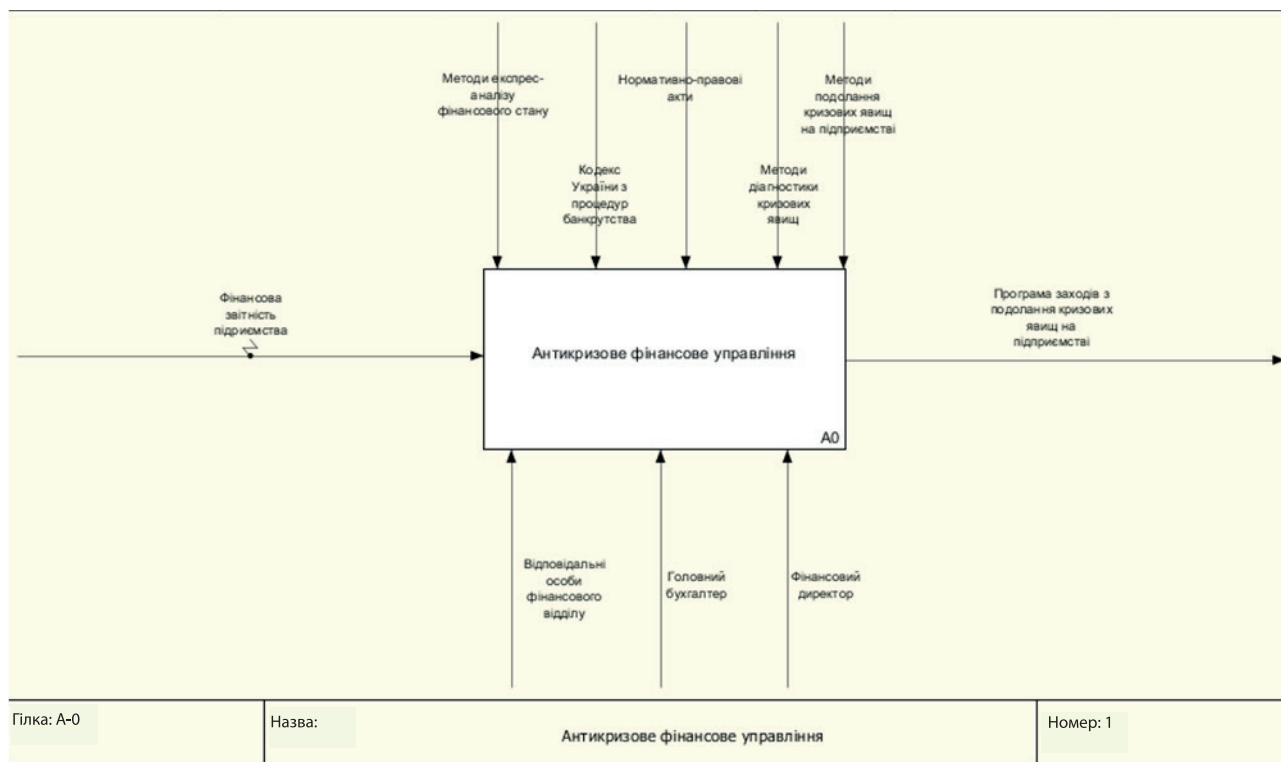 Методи експрес-
аналізу
фінансового стану
Нормативно-правові
акти
Методи
подолання
кризових явищ
на підприємстві
Кодекс
України з
процедур
банкрутства
Методи
діагностики
кризових
явищ
Фінансова
звітність
підриємства
Програма заходів з
подолання кризових
явищ на
підприємстві
Антикризове фінансове управління
A0
Відповідальні
особи
фінансового
відділу
Головний
бухгалтер
Фінансовий
директор
Гілка: A-0
Назва:
Антикризове фінансове управління
Номер: 1